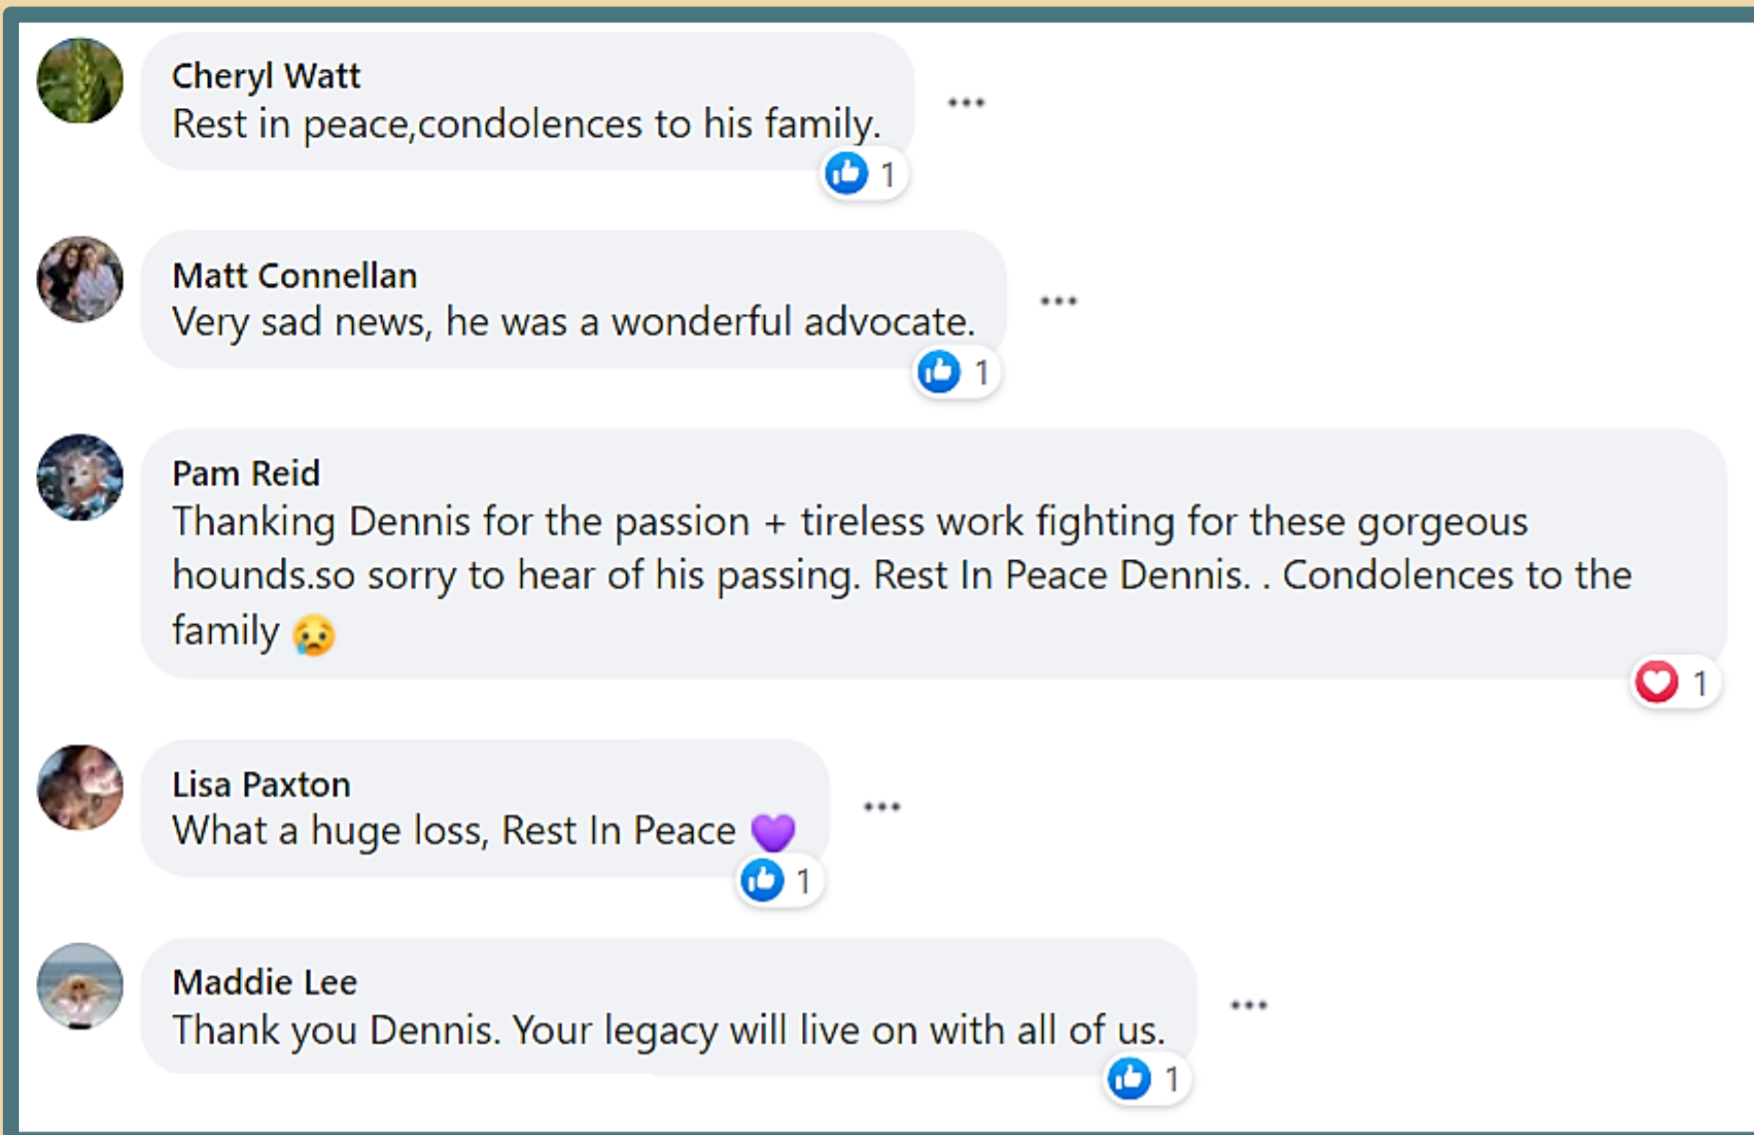 Cheryl Watt
Rest in peace,condolences to his family.
1
Matt Connellan
Very sad news, he was a wonderful advocate.
1
Pam Reid
Thanking Dennis for the passion + tireless work fighting for these gorgeous
hounds.so sorry to hear of his passing. Rest In Peace Dennis. . Condolences to the
family 😥
1
Lisa Paxton
What a huge loss, Rest In Peace 💜
1
Maddie Lee
Thank you Dennis. Your legacy will live on with all of us.
1